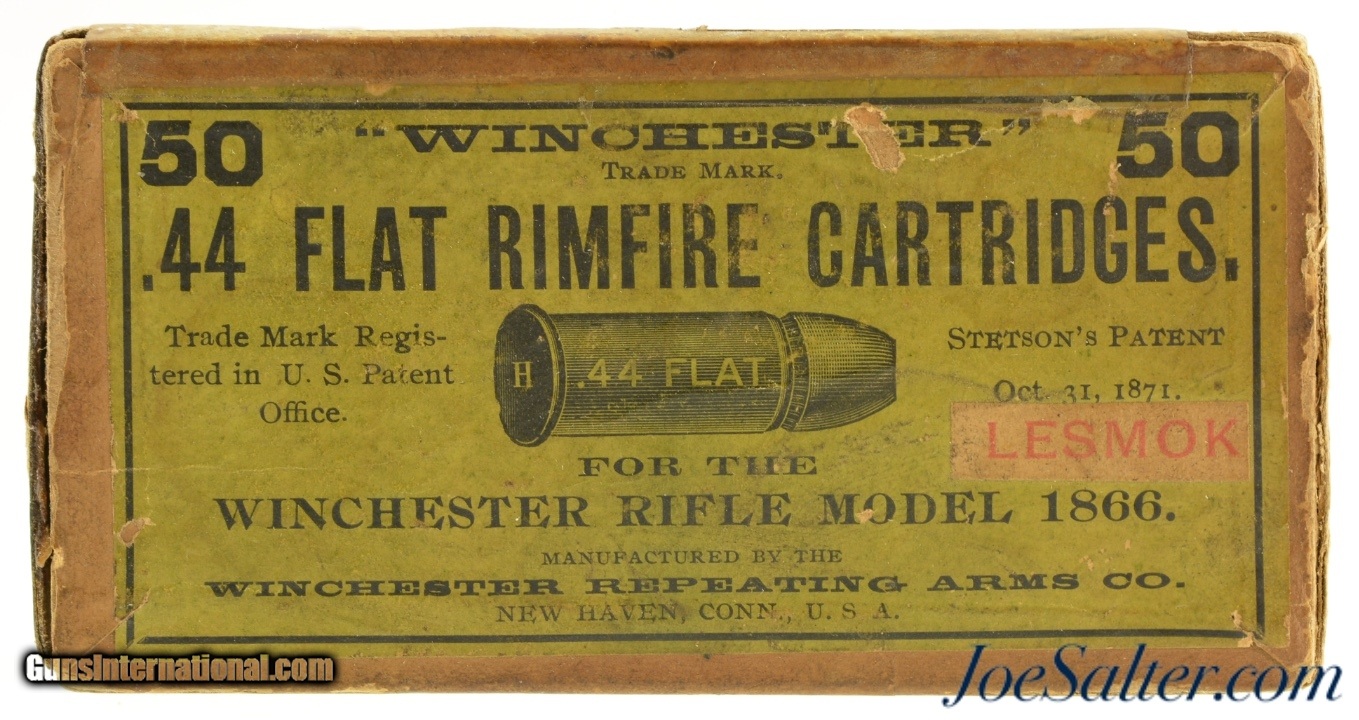 50 "WINCHESTER" 50
TRADE MARK.
.44 FLAT RIMFIRE CARTRIDGES.
Trade Mark Regis-
tered in U. S. Patent
Office.
H .44 FLAT.
STETSON'S PATENT
Oct. 31, 1871.
LESMOK
FOR THE
WINCHESTER RIFLE MODEL 1866.
MANUFACTURED BY THE
WINCHESTER REPEATING ARMS CO.
NEW HAVEN, CONN., U. S A.
GunsInternational.com
JoeSalter.com